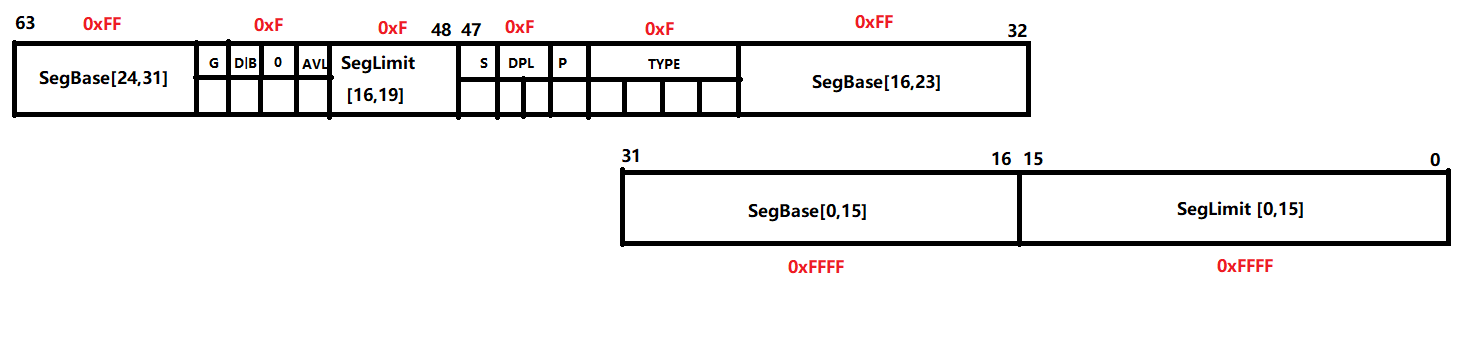 63 0xFF 0xF 0xF 48 47 0xF 0xF 0xFF 32
SegBase[24,31] G D|B 0 AVL SegLimit S DPL P TYPE SegBase[16,23]
[16,19]
31 16 15 0
SegBase[0,15] SegLimit [0,15]
0xFFFF 0xFFFF